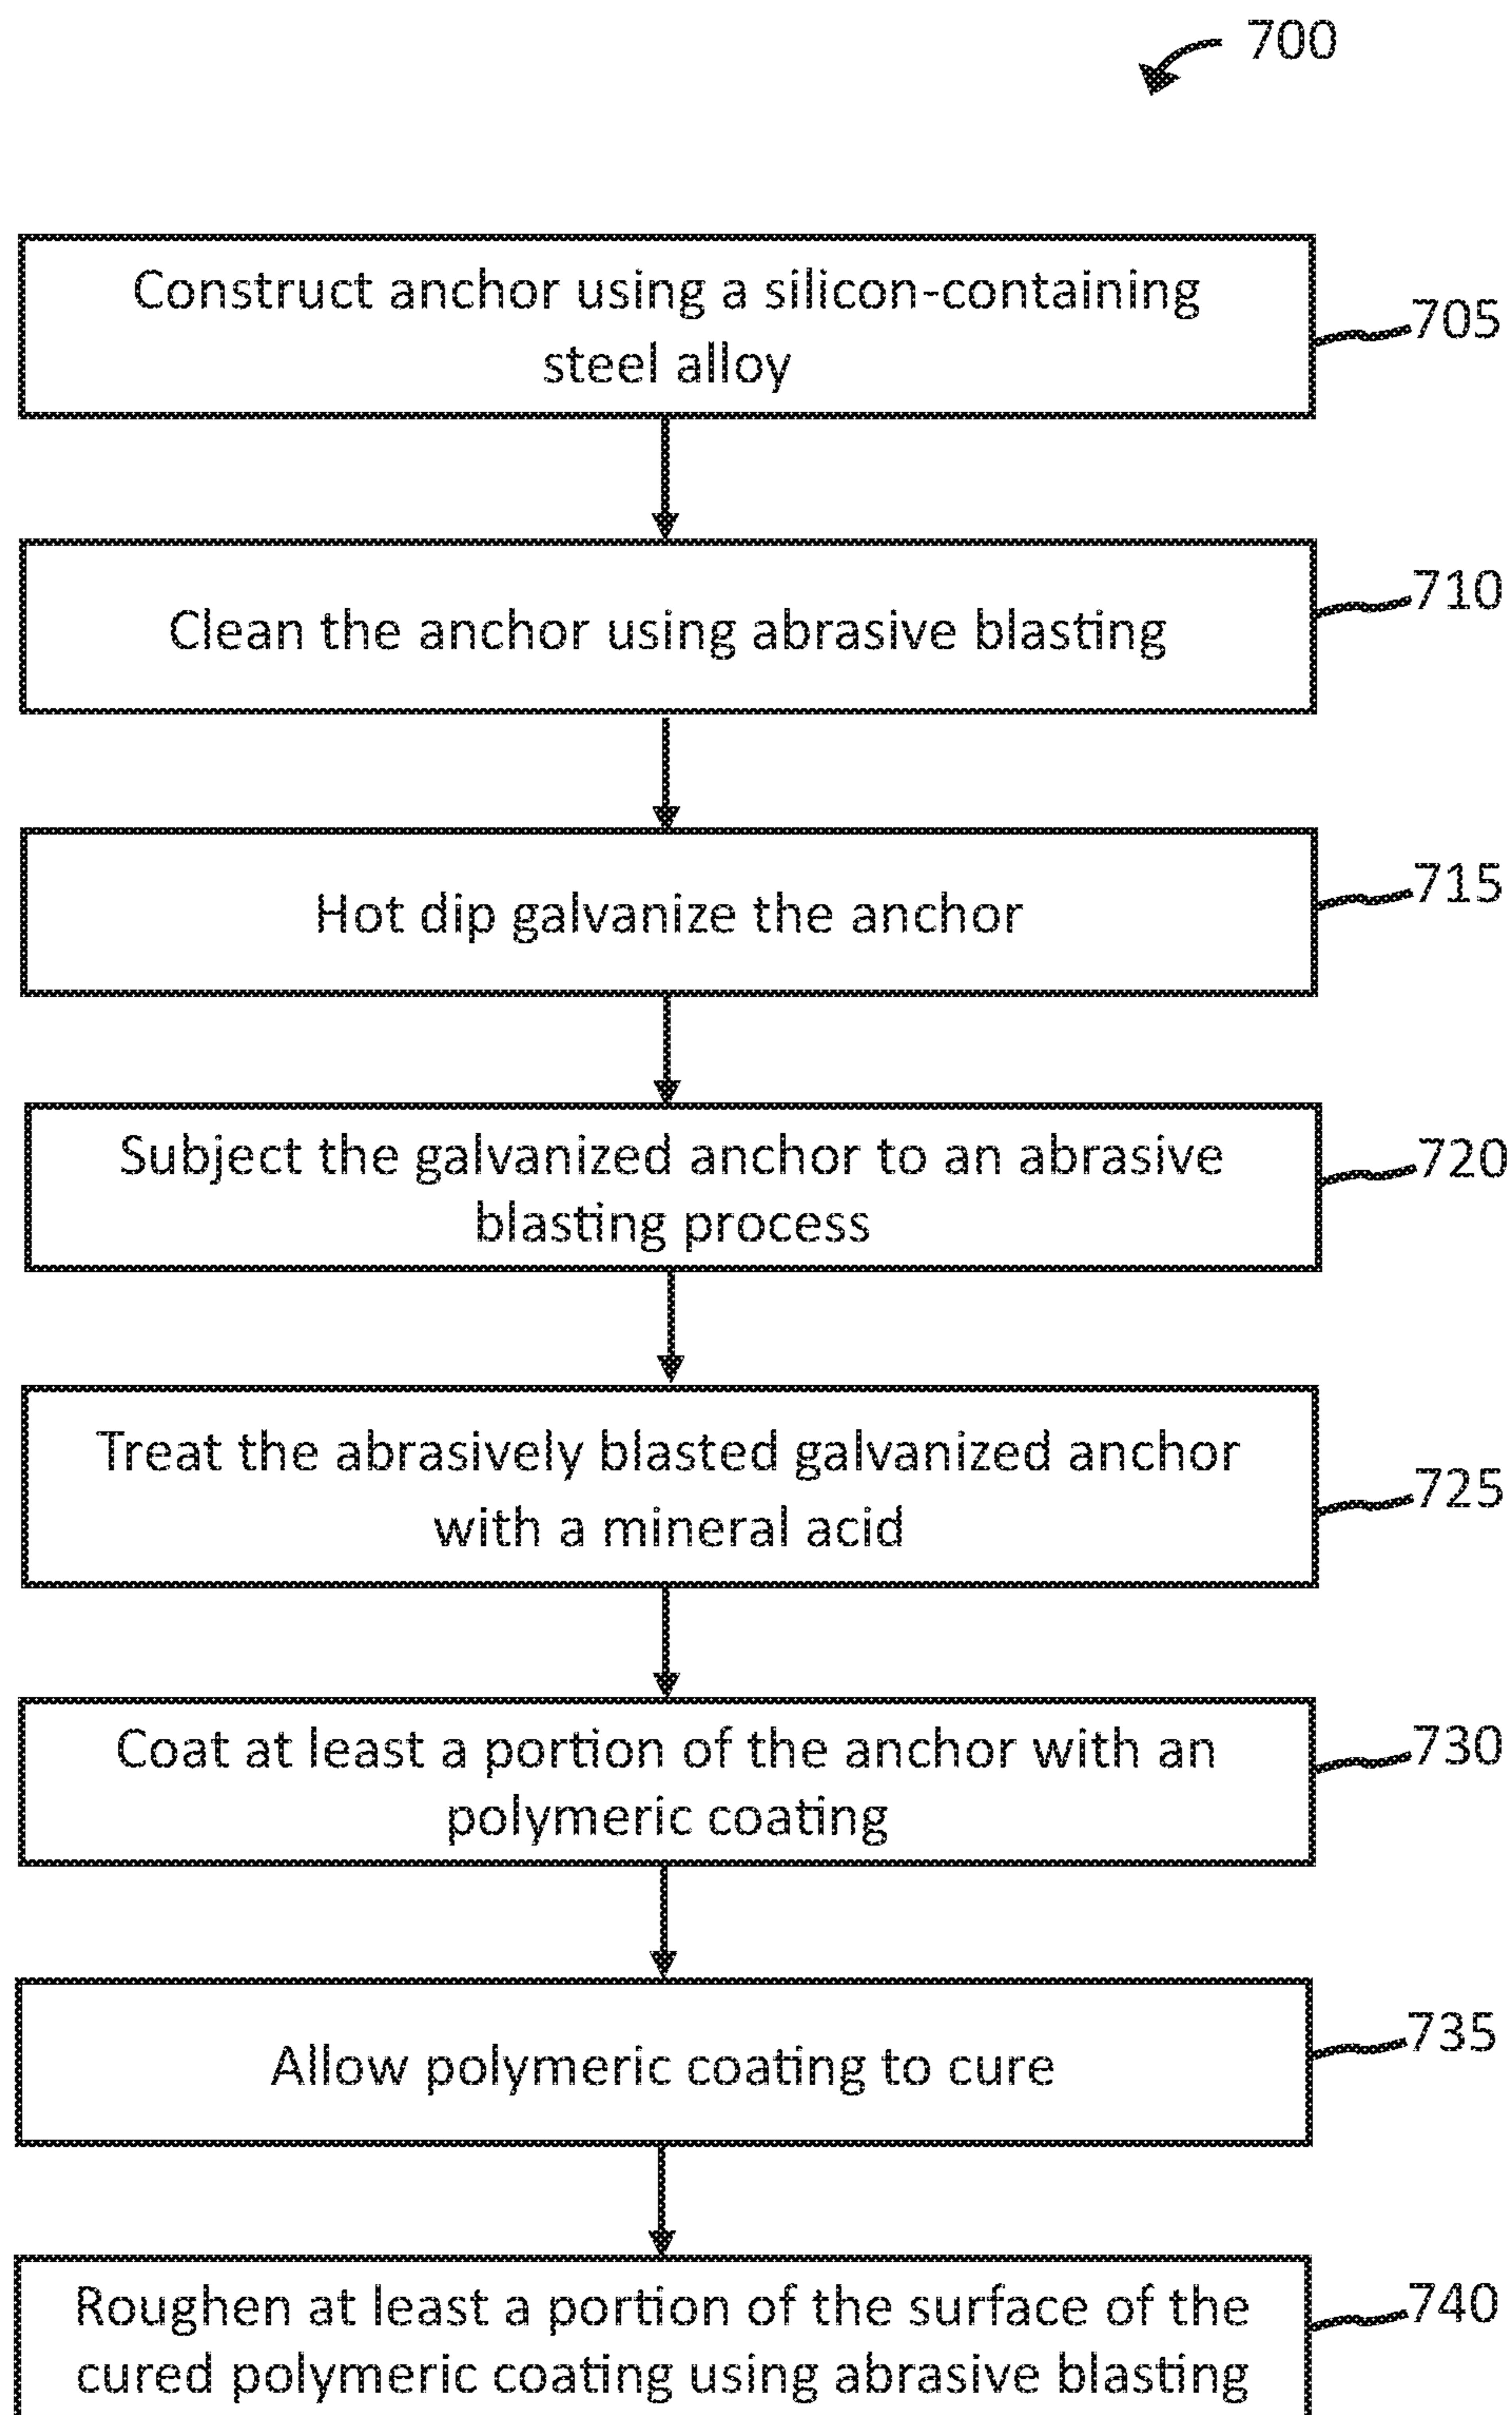 700
Construct anchor using a silicon-containing
steel alloy
705
Clean the anchor using abrasive blasting
710
Hot dip galvanize the anchor
715
Subject the galvanized anchor to an abrasive
blasting process
720
Treat the abrasively blasted galvanized anchor
with a mineral acid
725
Coat at least a portion of the anchor with an
polymeric coating
730
Allow polymeric coating to cure
735
Roughen at least a portion of the surface of the
cured polymeric coating using abrasive blasting
740